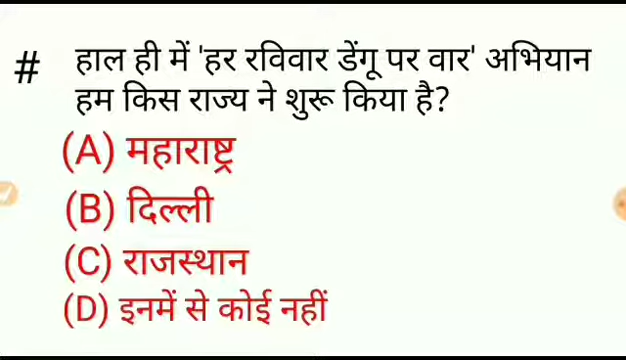 # हाल ही में 'हर रविवार डेंगू पर वार' अभियान
हम किस राज्य ने शुरू किया है?
(A) महाराष्ट्र
(B) दिल्ली
(C) राजस्थान
(D) इनमें से कोई नहीं